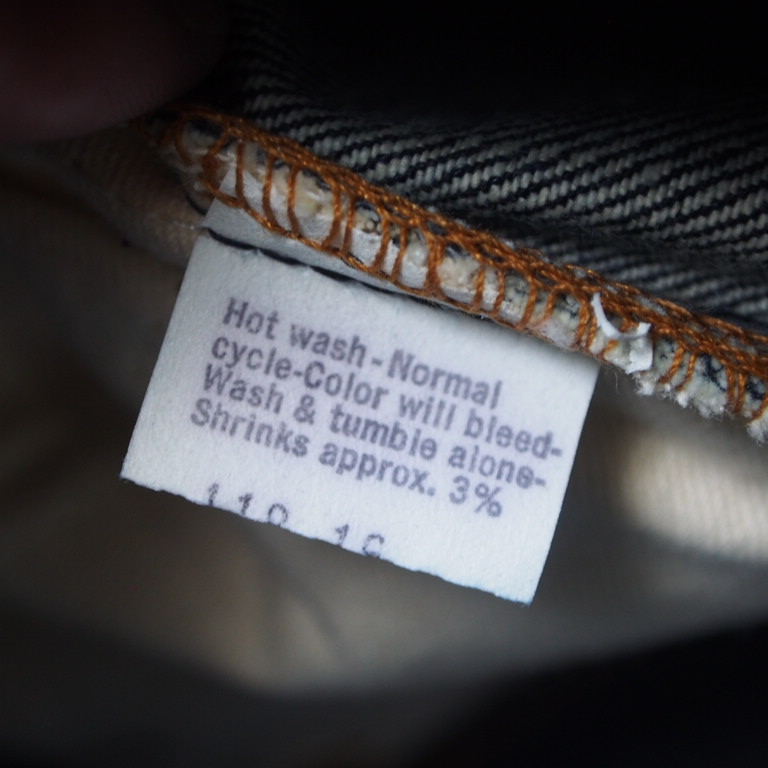 Hot wash-Normal
cycle-Color will bleed-
Wash & tumble alone-
Shrinks approx. 3%